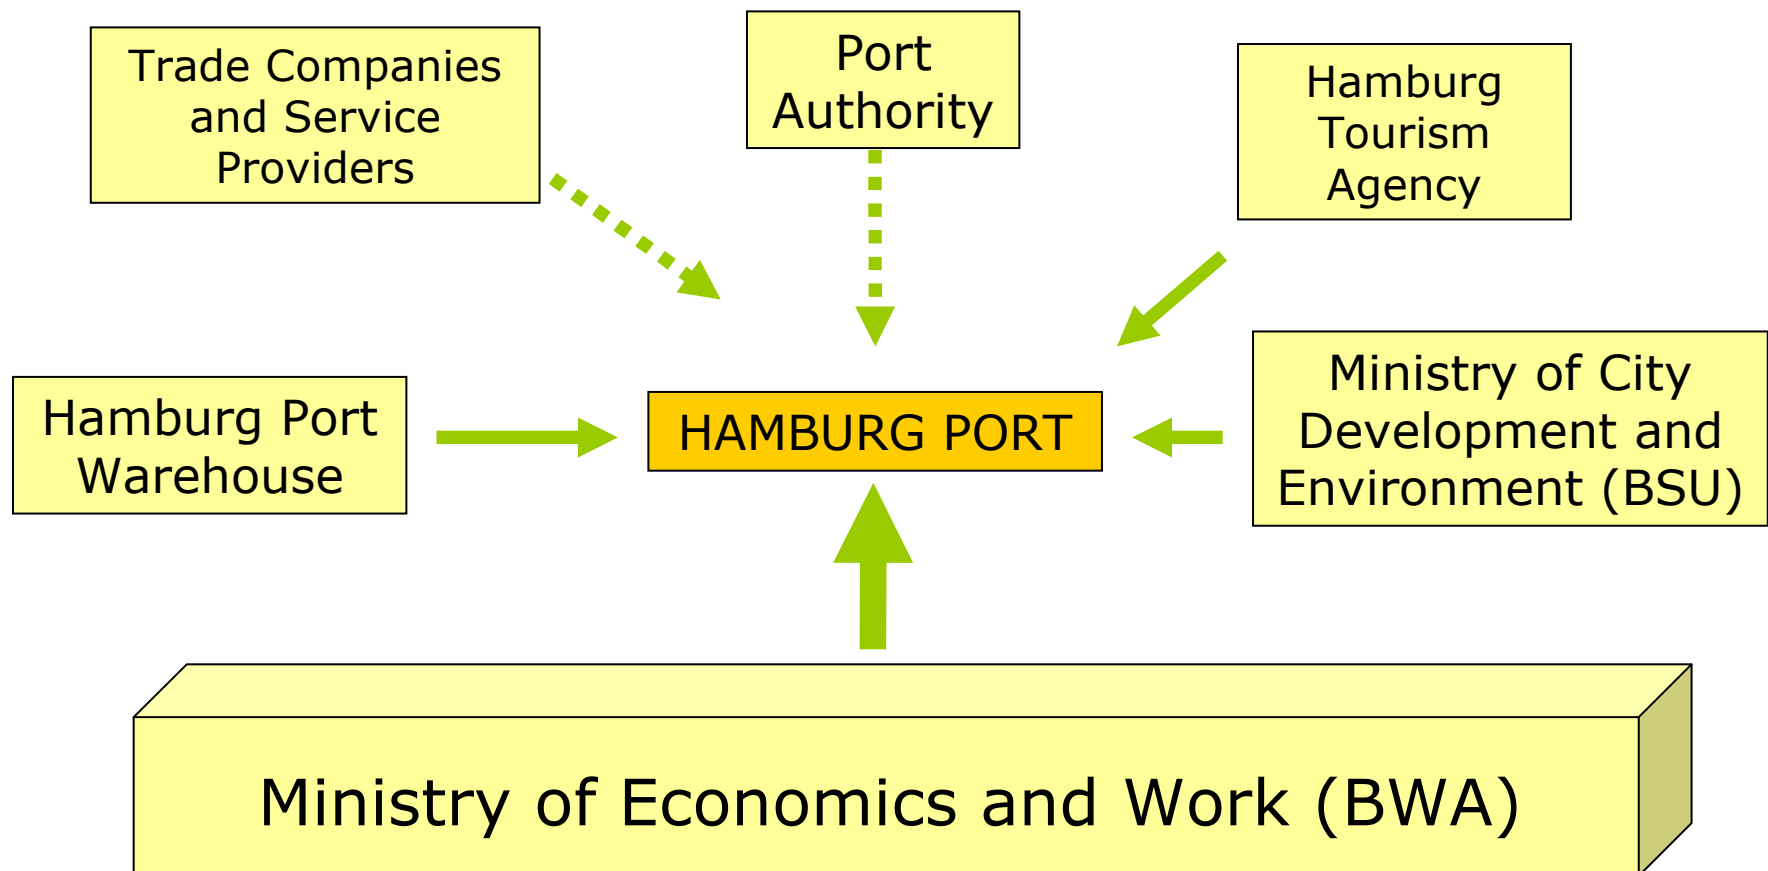 Trade Companies
and Service
Providers
Port
Authority
Hamburg
Tourism
Agency
Hamburg Port
Warehouse
HAMBURG PORT
Ministry of City
Development and
Environment (BSU)
Ministry of Economics and Work (BWA)